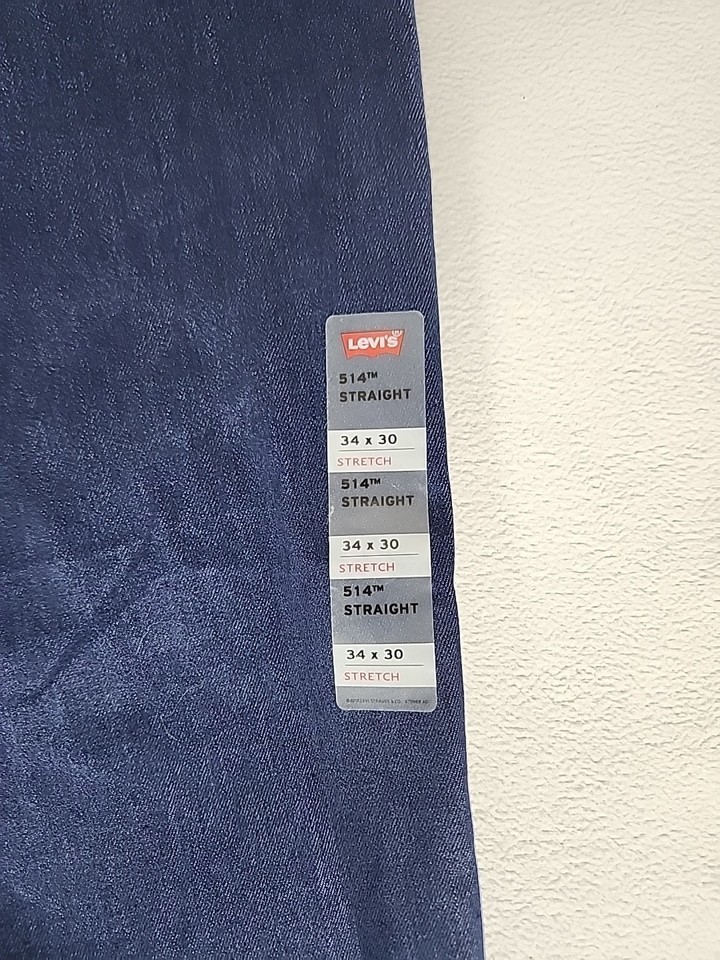 LEVI'S
514™
STRAIGHT
34 x 30
STRETCH
514™
STRAIGHT
34 x 30
STRETCH
514™
STRAIGHT
34 x 30
STRETCH